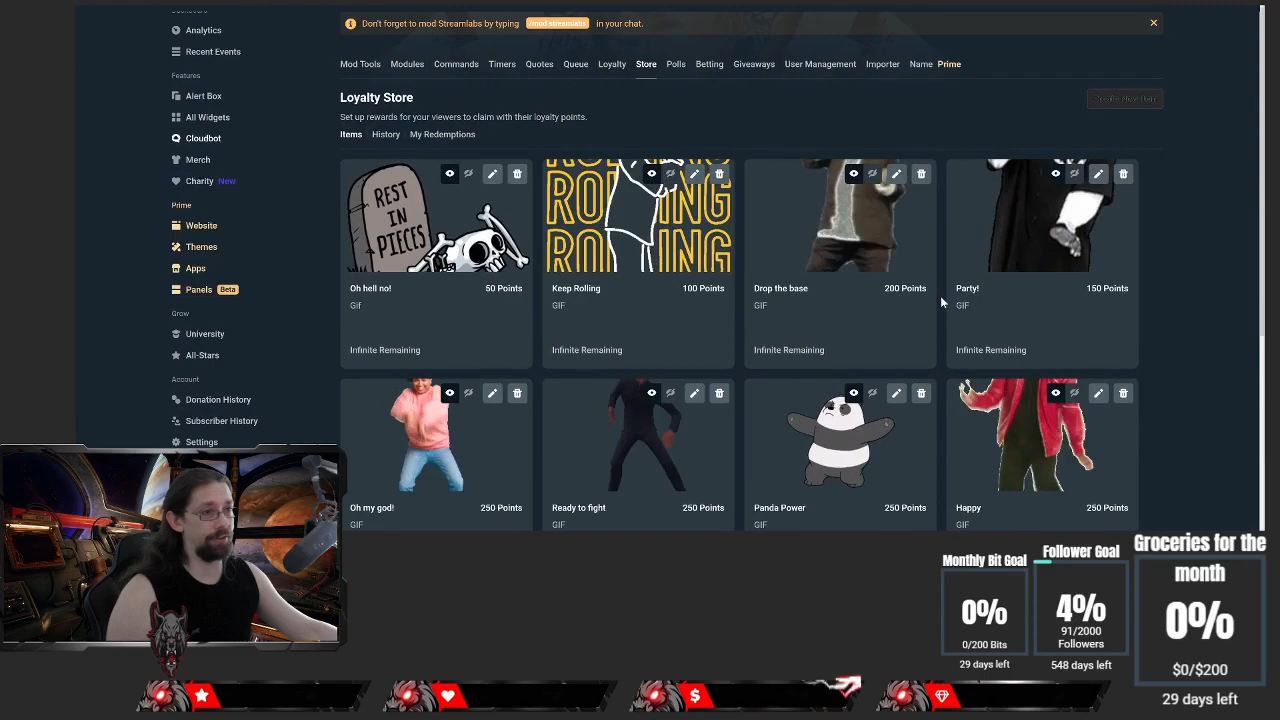 Don't forget to mod Streamlabs by typing /mod streamlabs in your chat.
Analytics
Recent Events
Features
Alert Box
All Widgets
Cloudbot
Merch
Charity New
Prime
Website
Themes
Apps
Panels Beta
Grow
University
All-Stars
Account
Donation History
Subscriber History
Settings
Mod Tools Modules Commands Timers Quotes Queue Loyalty Store Polls Betting Giveaways User Management Importer Name Prime
Loyalty Store
Set up rewards for your viewers to claim with their loyalty points.
Items History My Redemptions
REST
IN
PIECES
Oh hell no! 50 Points
Gif
Infinite Remaining
Keep Rolling 100 Points
GIF
Infinite Remaining
Drop the base 200 Points
GIF
Infinite Remaining
Party! 150 Points
GIF
Infinite Remaining
Oh my god! 250 Points
GIF
Ready to fight 250 Points
GIF
Panda Power 250 Points
GIF
Happy 250 Points
GIF
Monthly Bit Goal
0%
0/200 Bits
29 days left
Follower Goal
4%
91/2000
Followers
548 days left
Groceries for the
month
0%
$0/$200
29 days left